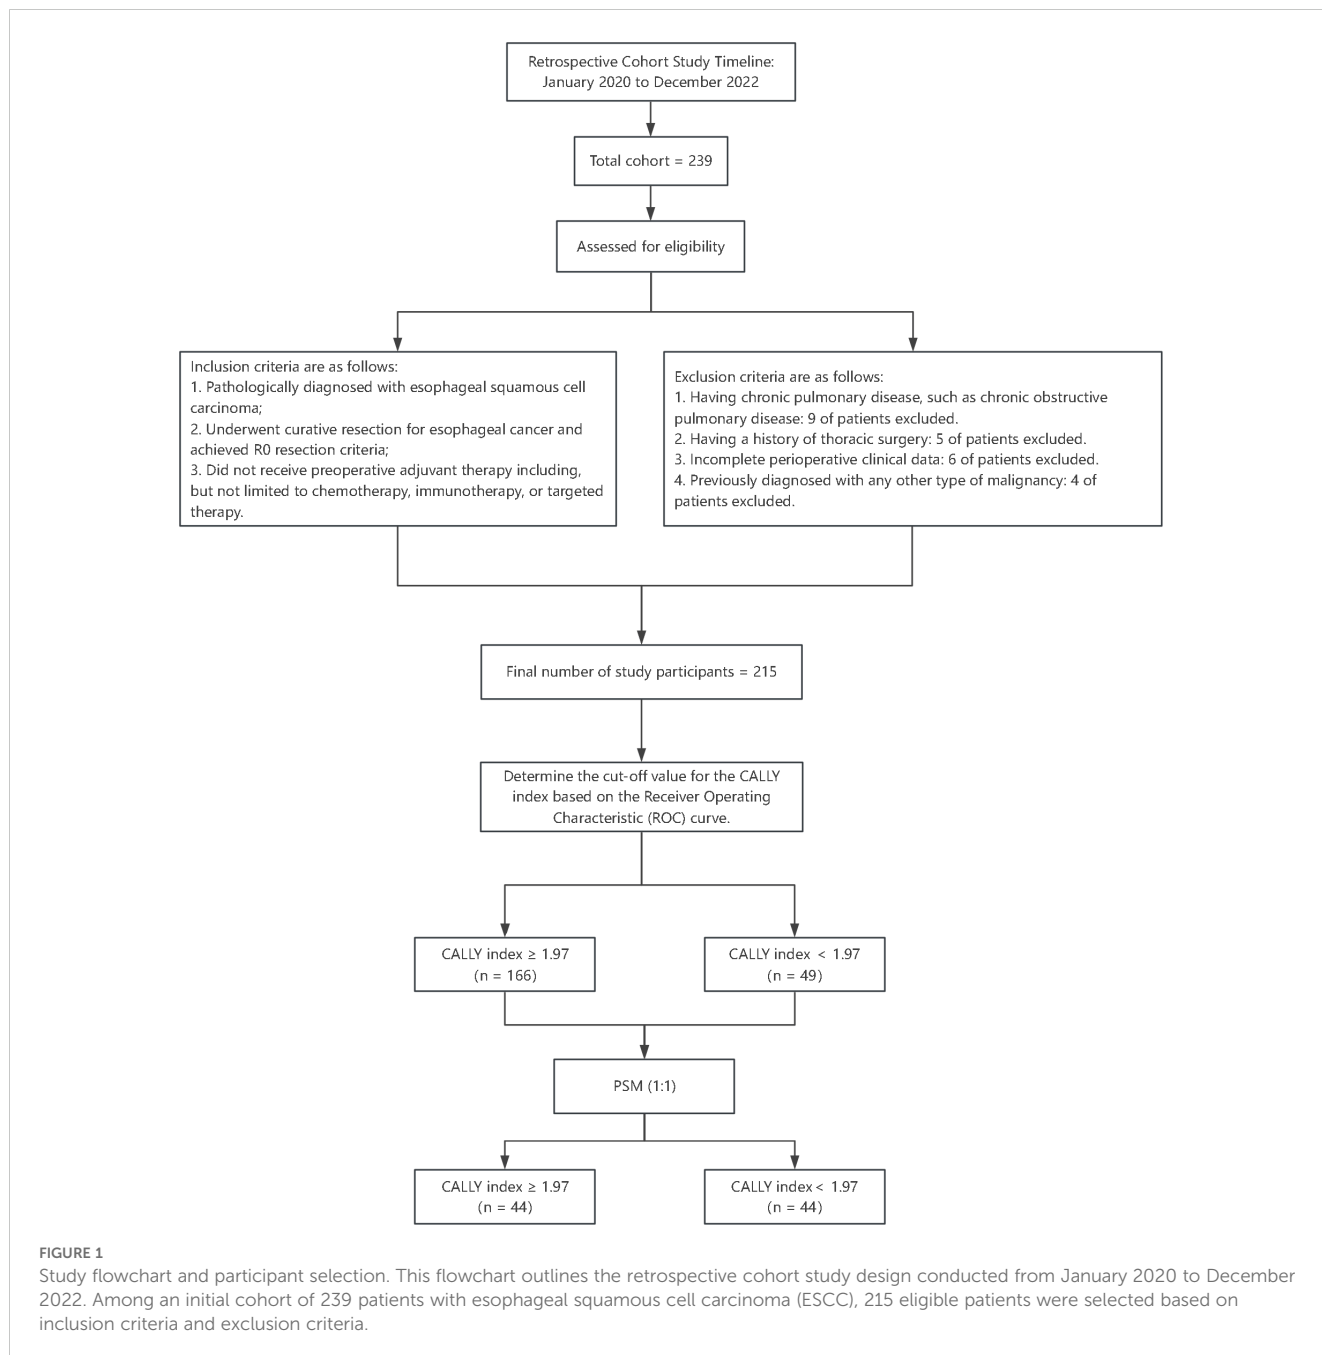 Retrospective Cohort Study Timeline:
January 2020 to December 2022
Total cohort = 239
Assessed for eligibility
Inclusion criteria are as follows:
1. Pathologically diagnosed with esophageal squamous cell
carcinoma;
2. Underwent curative resection for esophageal cancer and
achieved R0 resection criteria;
3. Did not receive preoperative adjuvant therapy including,
but not limited to chemotherapy, immunotherapy, or targeted
therapy.
Exclusion criteria are as follows:
1. Having chronic pulmonary disease, such as chronic obstructive
pulmonary disease: 9 of patients excluded.
2. Having a history of thoracic surgery: 5 of patients excluded.
3. Incomplete perioperative clinical data: 6 of patients excluded.
4. Previously diagnosed with any other type of malignancy: 4 of
patients excluded.
Final number of study participants = 215
Determine the cut-off value for the CALLY
index based on the Receiver Operating
Characteristic (ROC) curve.
CALLY index ≥ 1.97
(n = 166)
CALLY index < 1.97
(n = 49)
PSM (1:1)
CALLY index ≥ 1.97
(n = 44)
CALLY index < 1.97
(n = 44)
FIGURE 1
Study flowchart and participant selection. This flowchart outlines the retrospective cohort study design conducted from January 2020 to December
2022. Among an initial cohort of 239 patients with esophageal squamous cell carcinoma (ESCC), 215 eligible patients were selected based on
inclusion criteria and exclusion criteria.